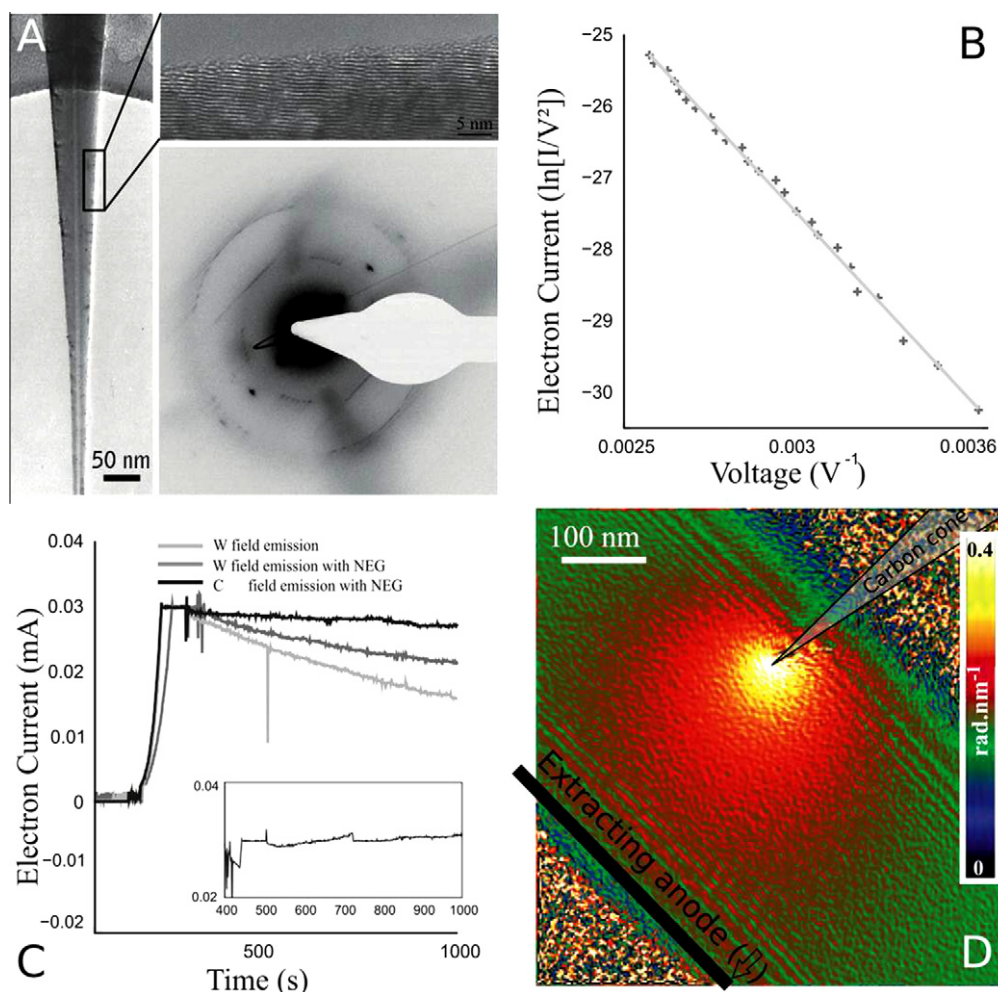 A
5 nm
50 nm
B
−25
−26
−27
−28
−29
−30
Electron Current (ln[I/V²])
0.0025
0.003
0.0036
Voltage (V⁻¹)
C
0.04
0.03
0.02
0.01
0
−0.01
−0.02
Electron Current (mA)
W field emission
W field emission with NEG
C field emission with NEG
0.04
0.02
400
500
600
700
800
900
1000
500
1000
Time (s)
D
100 nm
Carbon cone
0.4
rad.nm⁻¹
0
Extracting anode (